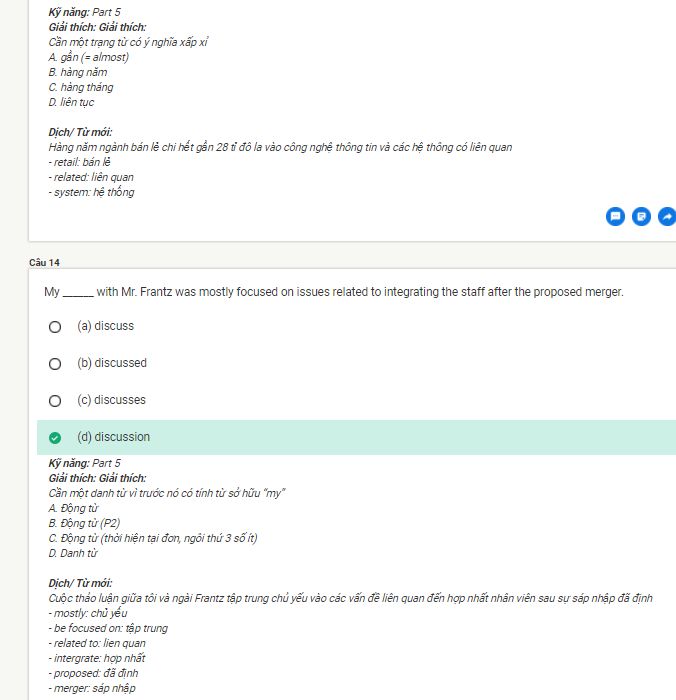 Kỹ năng: Part 5
Giải thích: Giải thích:
Cần một trạng từ có ý nghĩa xấp xỉ
A. gần (= almost)
B. hàng năm
C. hàng tháng
D. liên tục
Dịch/ Từ mới:
Hàng năm ngành bán lẻ chi hết gần 28 tỉ đô la vào công nghệ thông tin và các hệ thông có liên quan
- retail: bán lẻ
- related: liên quan
- system: hệ thống
Câu 14
My ______ with Mr. Frantz was mostly focused on issues related to integrating the staff after the proposed merger.
(a) discuss
(b) discussed
(c) discusses
(d) discussion
Kỹ năng: Part 5
Giải thích: Giải thích:
Cần một danh từ vì trước nó có tính từ sở hữu “my”
A. Động từ
B. Động từ (P2)
C. Động từ (thời hiện tại đơn, ngôi thứ 3 số ít)
D. Danh từ
Dịch/ Từ mới:
Cuộc thảo luận giữa tôi và ngài Frantz tập trung chủ yếu vào các vấn đề liên quan đến hợp nhất nhân viên sau sự sáp nhập đã định
- mostly: chủ yếu
- be focused on: tập trung
- related to: lien quan
- intergrate: hợp nhất
- proposed: đã định
- merger: sáp nhập